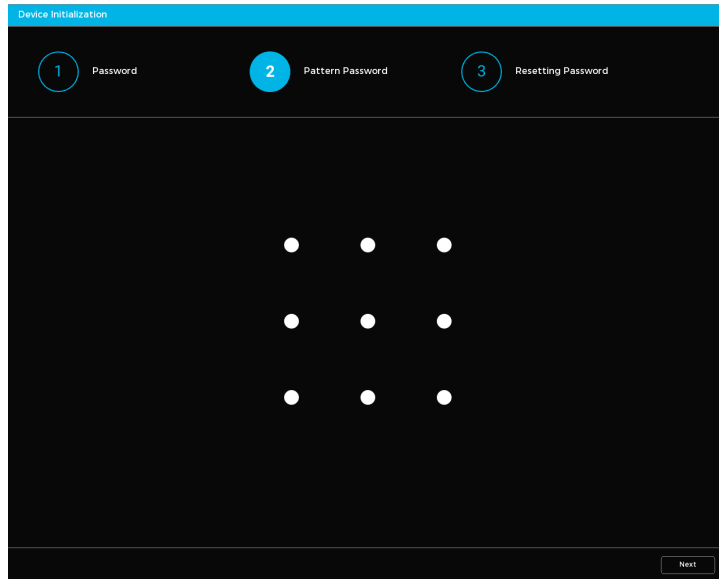 Device Initialization
1 Password 2 Pattern Password 3 Resetting Password
Next